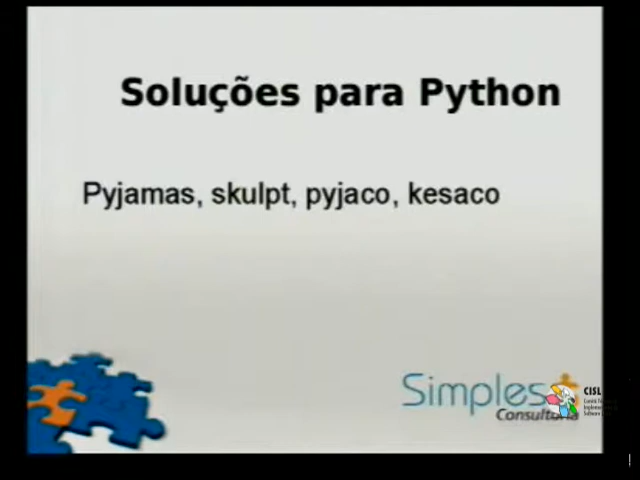 Soluções para Python
Pyjamas, skulpt, pyjaco, kesaco
Simples
Consultoria
CISL